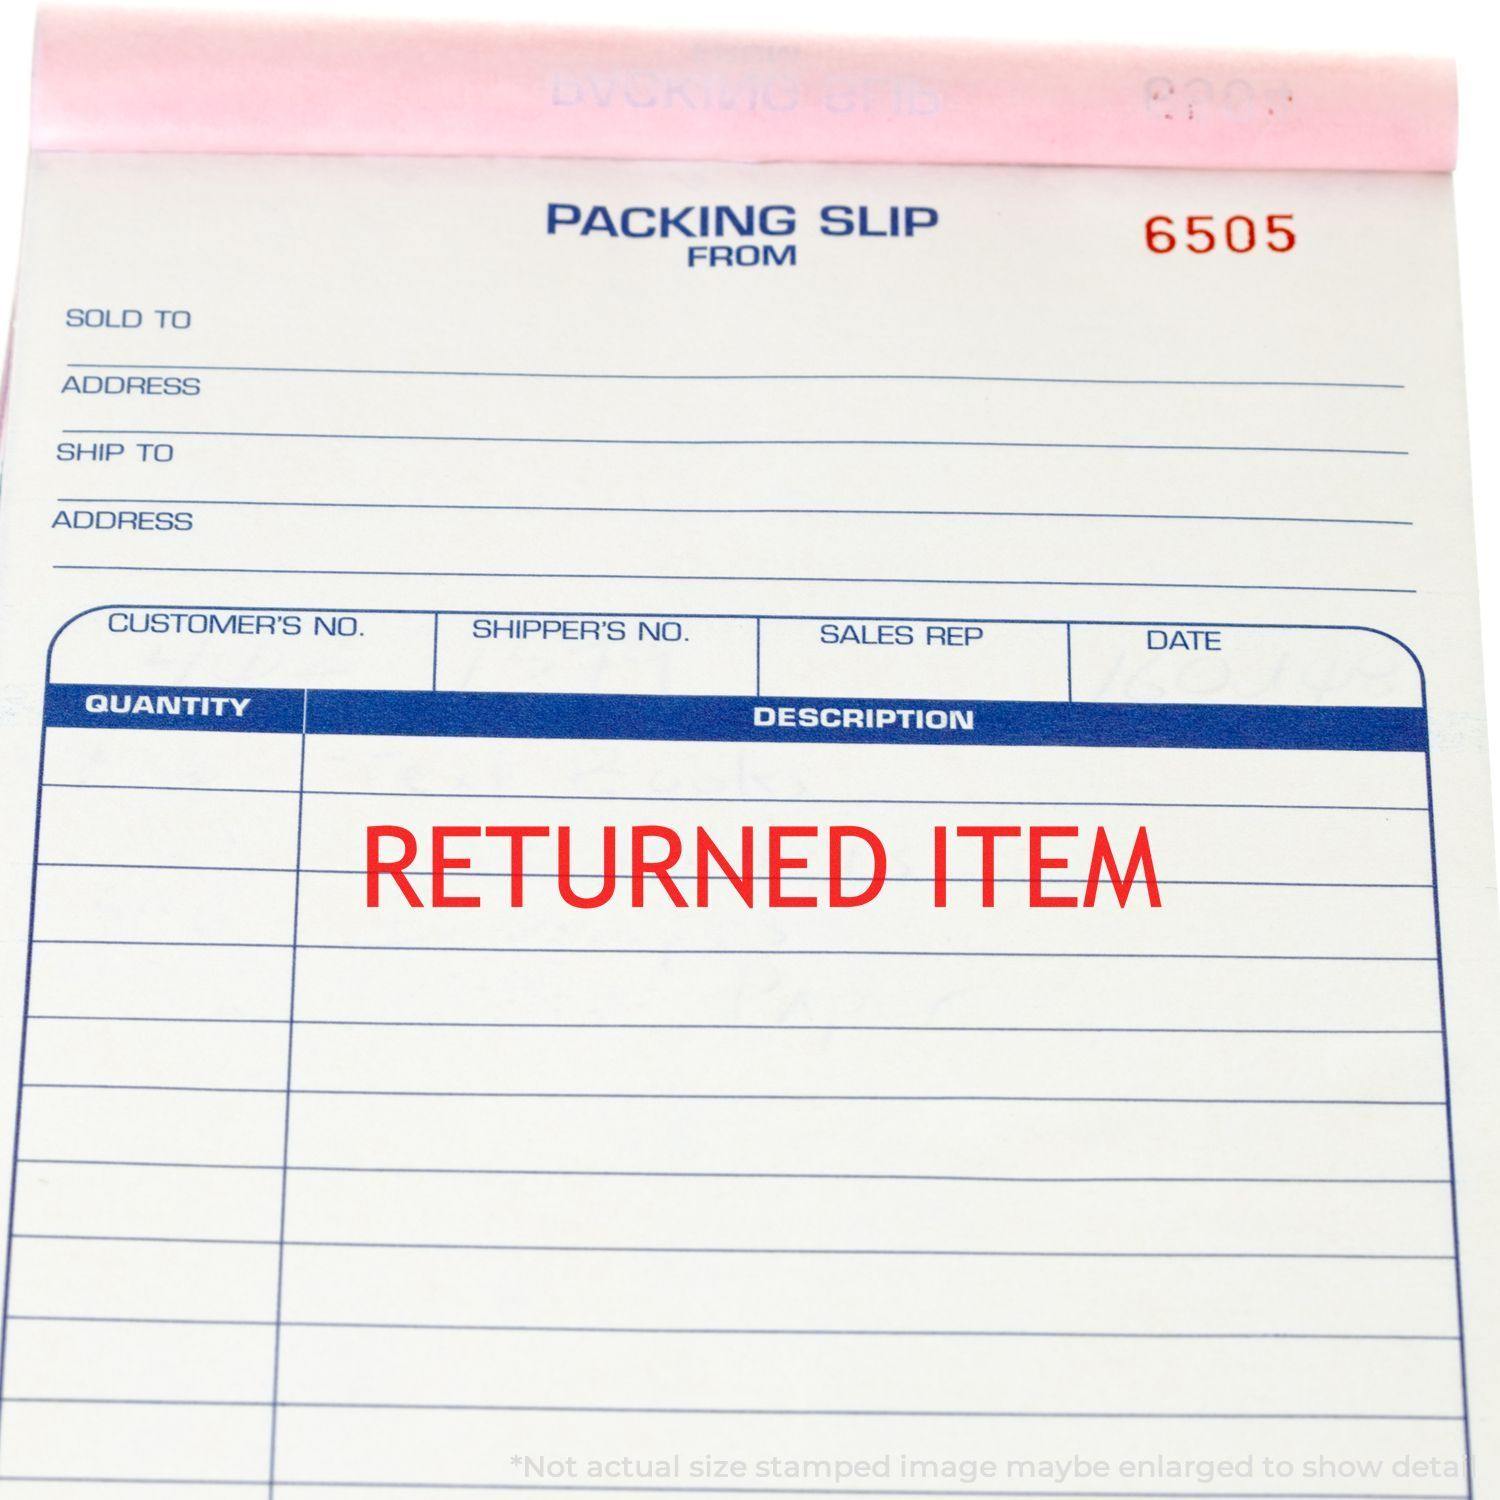 PACKING SLIP
6505
FROM
SOLD TO
ADDRESS
SHIP TO
ADDRESS
CUSTOMER'S NO. SHIPPER'S NO. SALES REP DATE
QUANTITY DESCRIPTION
RETURNED ITEM
*Not actual size stamped image maybe enlarged to show detail